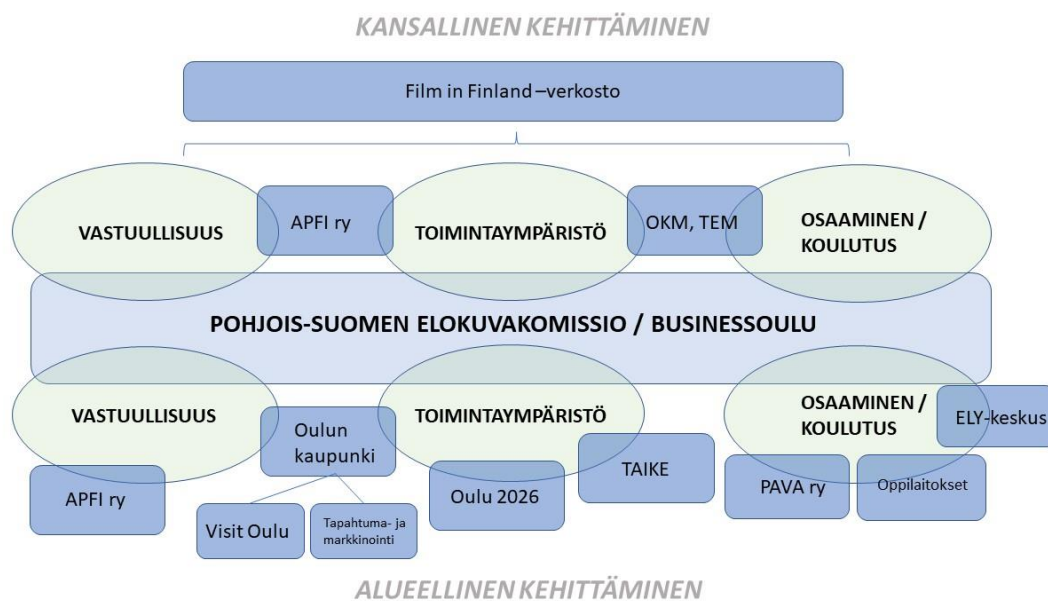 KANSALLINEN KEHITTÄMINEN
Film in Finland –verkosto
VASTUULLISUUS
APFI ry
TOIMINTAYMPÄRISTÖ
OKM, TEM
OSAAMINEN /
KOULUTUS
POHJOIS-SUOMEN ELOKUVAKOMISSIO / BUSINESSOULU
VASTUULLISUUS
Oulun
kaupunki
TOIMINTAYMPÄRISTÖ
OSAAMINEN /
KOULUTUS
ELY-keskus
APFI ry
Visit Oulu
Tapahtuma- ja
markkinointi
Oulu 2026
TAIKE
PAVA ry
Oppilaitokset
ALUEELLINEN KEHITTÄMINEN